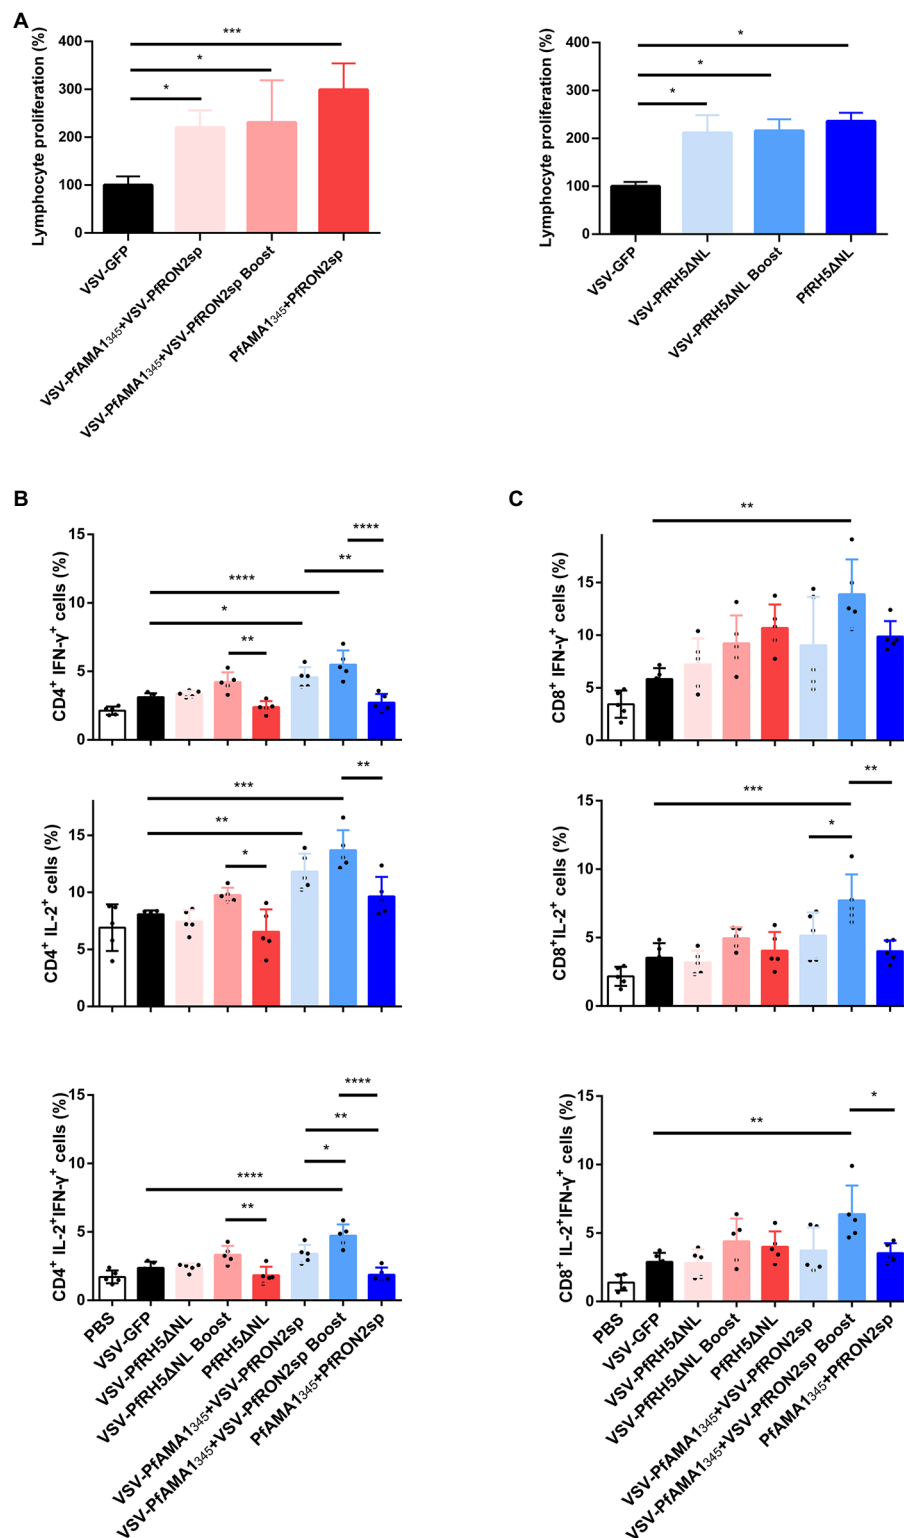 A
Lymphocyte proliferation (%)
400
300
200
100
0
***
*
*
VSV-GFP
VSV-PfAMA1345+VSV-PfRON2sp
VSV-PfAMA1345+VSV-PfRON2sp Boost
PfAMA1345+PfRON2sp
Lymphocyte proliferation (%)
400
300
200
100
0
*
*
*
VSV-GFP
VSV-PfRH5ΔNL
VSV-PfRH5ΔNL Boost
PfRH5ΔNL
B
CD4+ IFN-γ+ cells (%)
15
10
5
0
****
**
****
*
**
CD4+ IL-2+ cells (%)
15
10
5
0
**
***
**
*
CD4+ IL-2+IFN-γ+ cells (%)
15
10
5
0
****
**
*
****
**
PBS
VSV-GFP
VSV-PfRH5ΔNL
VSV-PfRH5ΔNL Boost
PfRH5ΔNL
VSV-PfAMA1345+VSV-PfRON2sp
VSV-PfAMA1345+VSV-PfRON2sp Boost
PfAMA1345+PfRON2sp
C
CD8+ IFN-γ+ cells (%)
15
10
5
0
**
CD8+IL-2+ cells (%)
15
10
5
0
**
***
*
CD8+ IL-2+IFN-γ+ cells (%)
15
10
5
0
*
**
PBS
VSV-GFP
VSV-PfRH5ΔNL
VSV-PfRH5ΔNL Boost
PfRH5ΔNL
VSV-PfAMA1345+VSV-PfRON2sp
VSV-PfAMA1345+VSV-PfRON2sp Boost
PfAMA1345+PfRON2sp